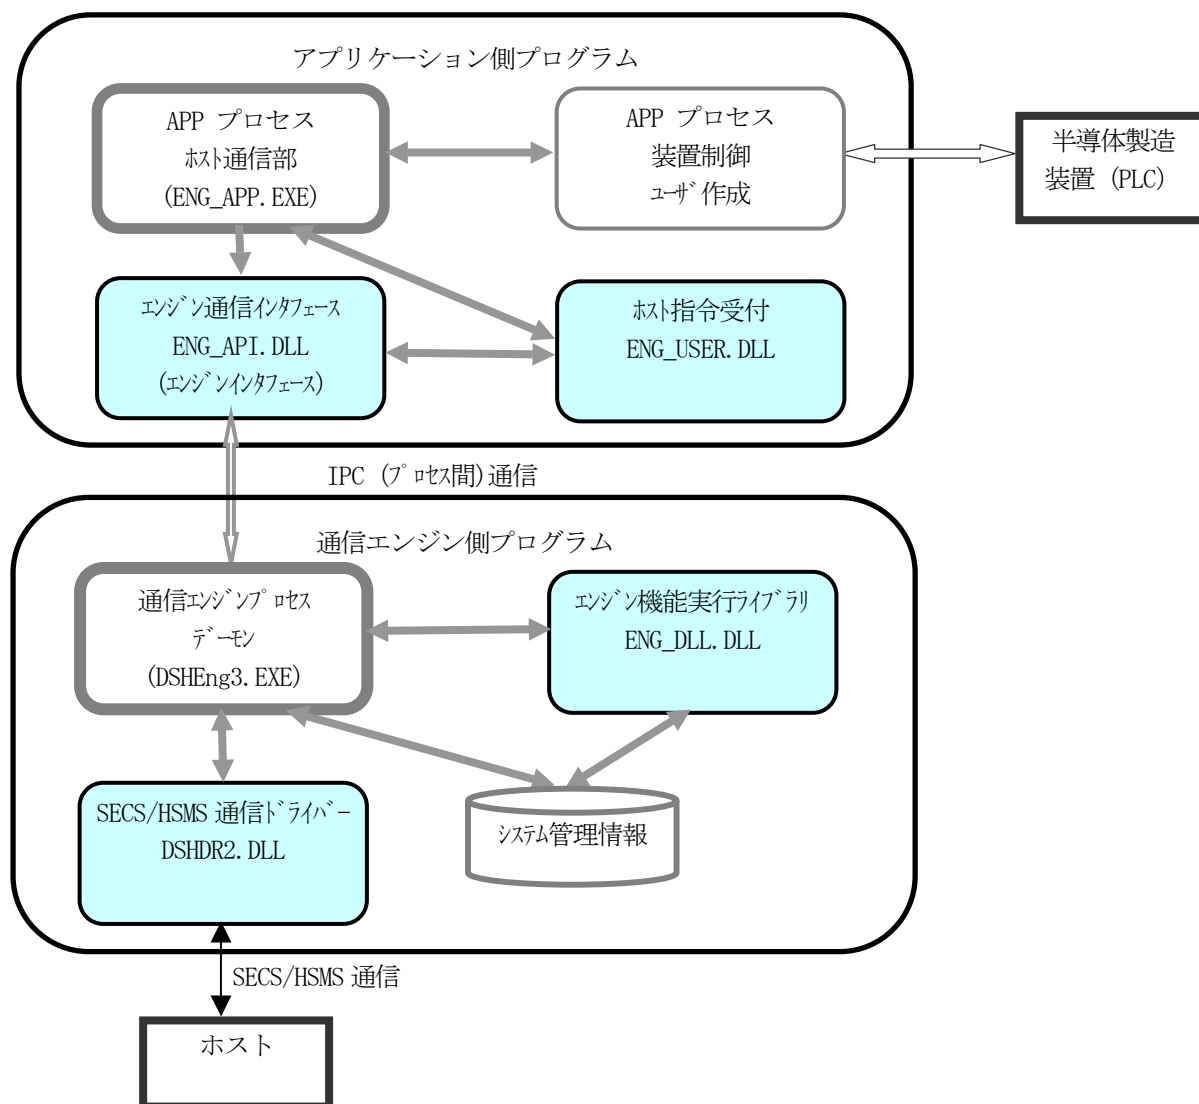 アプリケーション側プログラム
APP プロセス
ﾎｽﾄ通信部
(ENG_APP.EXE)
APP プロセス
装置制御
ﾕｰｻﾞ作成
半導体製造
装置 (PLC)
ｴﾝｼﾞﾝ通信ｲﾝﾀﾌｪｰｽ
ENG_API.DLL
(ｴﾝｼﾞﾝｲﾝﾀﾌｪｰｽ)
ﾎｽﾄ指令受付
ENG_USER.DLL
IPC (ﾌﾟﾛｾｽ間)通信
通信エンジン側プログラム
通信ｴﾝｼﾞﾝﾌﾟﾛｾｽ
ﾃﾞｰﾓﾝ
(DSHEng3.EXE)
ｴﾝｼﾞﾝ機能実行ﾗｲﾌﾞﾗﾘ
ENG_DLL.DLL
SECS/HSMS 通信ﾄﾞﾗｲﾊﾞｰ
DSHDR2.DLL
ｼｽﾃﾑ管理情報
SECS/HSMS 通信
ホスト